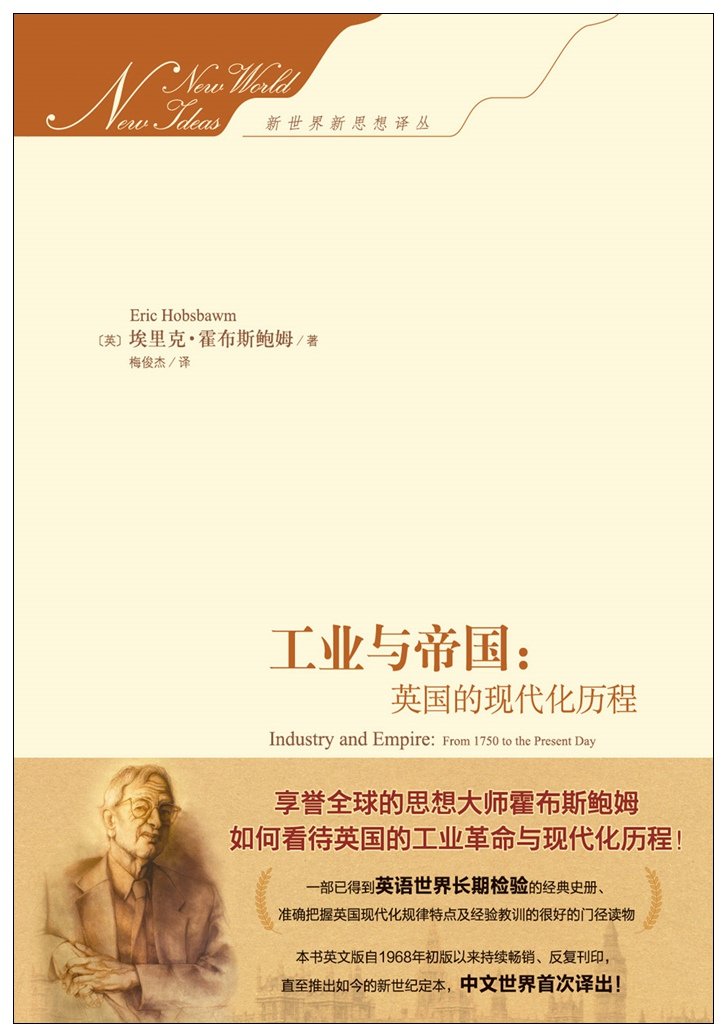 New World
New Ideas
新世界新思想译丛
Eric Hobsbawm
〔英〕埃里克·霍布斯鲍姆／著
梅俊杰／译
工业与帝国：
英国的现代化历程
Industry and Empire: From 1750 to the Present Day
享誉全球的思想大师霍布斯鲍姆
如何看待英国的工业革命与现代化历程！
一部已得到英语世界长期检验的经典史册、
准确把握英国现代化规律特点及经验教训的很好的门径读物
本书英文版自1968年初版以来持续畅销、反复刊印，
直至推出如今的新世纪定本，中文世界首次译出！